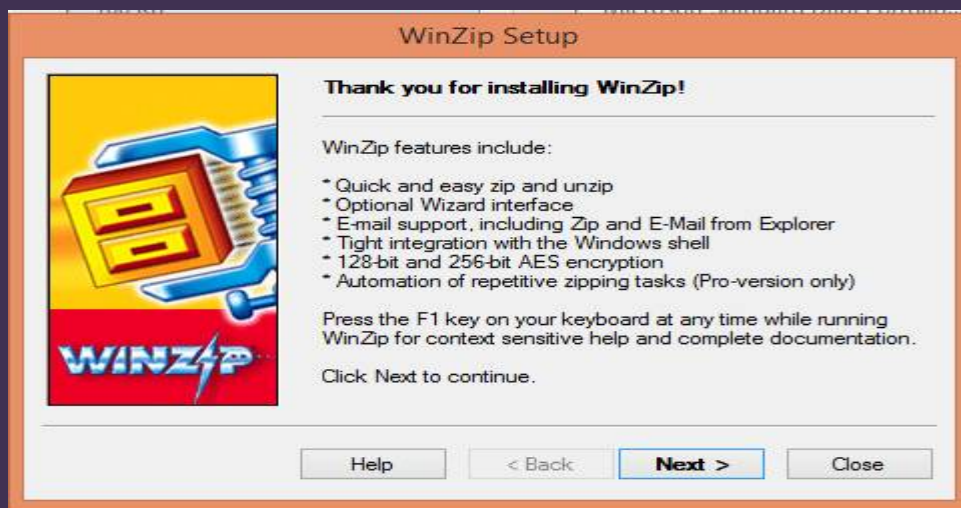 WinZip Setup
Thank you for installing WinZip!
WinZip features include:
* Quick and easy zip and unzip
* Optional Wizard interface
* E-mail support, including Zip and E-Mail from Explorer
* Tight integration with the Windows shell
* 128-bit and 256-bit AES encryption
* Automation of repetitive zipping tasks (Pro-version only)
Press the F1 key on your keyboard at any time while running
WinZip for context sensitive help and complete documentation.
Click Next to continue.
WINZIP
Help
< Back
Next >
Close